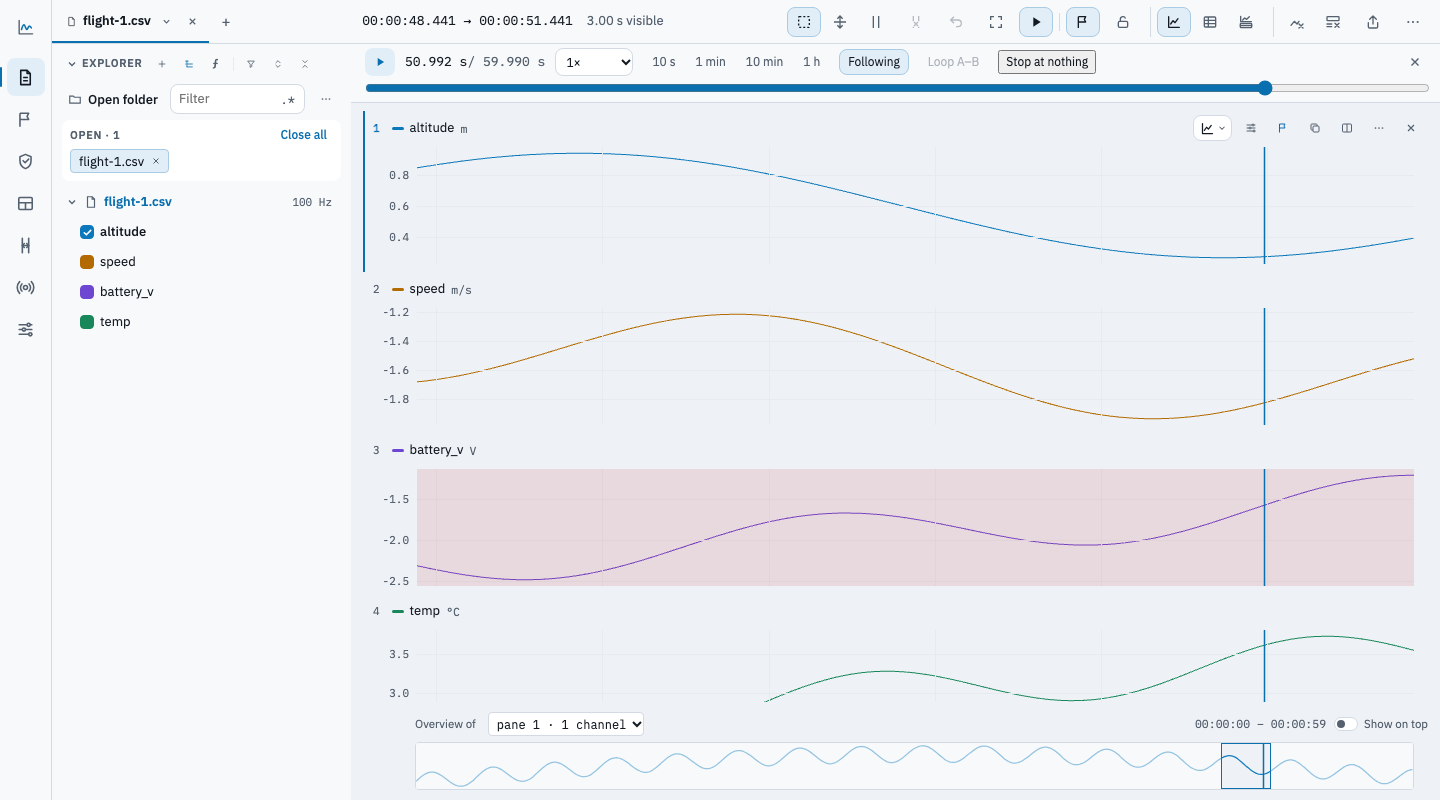 flight-1.csv
00:00:48.441 → 00:00:51.441 3.00 s visible
EXPLORER
50.992 s/ 59.990 s 1× 10 s 1 min 10 min 1 h Following Loop A–B Stop at nothing
Open folder Filter .*
OPEN · 1 Close all
flight-1.csv
flight-1.csv 100 Hz
altitude
speed
battery_v
temp
1 altitude m
0.8
0.6
0.4
2 speed m/s
-1.2
-1.4
-1.6
-1.8
3 battery_v V
-1.5
-2.0
-2.5
4 temp °C
3.5
3.0
Overview of pane 1 · 1 channel 00:00:00 – 00:00:59 Show on top